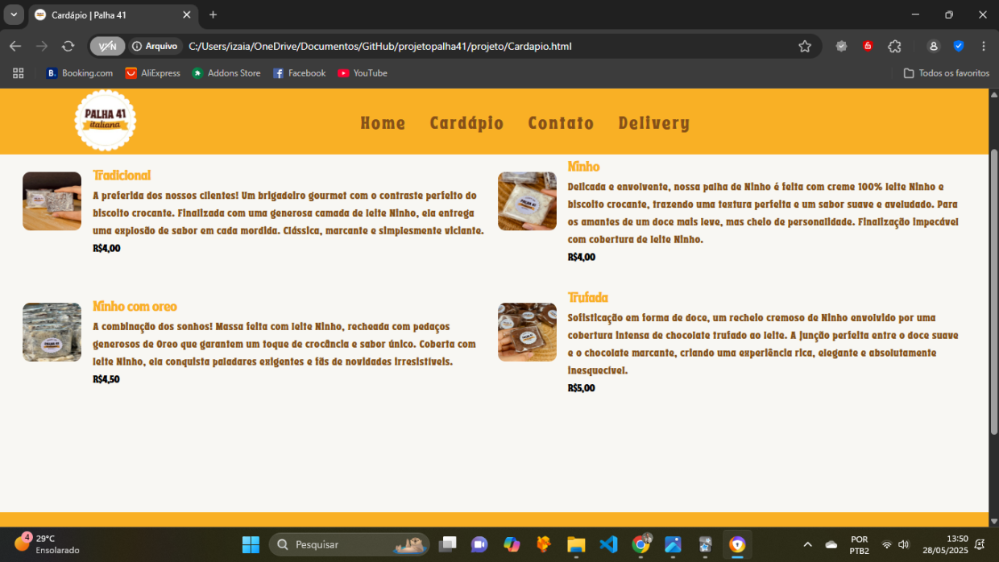 Cardápio | Palha 41
Arquivo
C:/Users/izaia/OneDrive/Documentos/GitHub/projetopalha41/projeto/Cardapio.html
Booking.com
AliExpress
Addons Store
Facebook
YouTube
Todos os favoritos
PALHA 41
italiana
Home
Cardápio
Contato
Delivery
Tradicional
A preferida dos nossos clientes! Um brigadeiro gourmet com o contraste perfeito do
biscoito crocante. Finalizada com uma generosa camada de leite Ninho, ela entrega
uma explosão de sabor em cada mordida. Clássica, marcante e simplesmente viciante.
R$4,00
Ninho
Delicada e envolvente, nossa palha de Ninho é feita com creme 100% leite Ninho e
biscoito crocante, trazendo uma textura perfeita e um sabor suave e aveludado. Para
os amantes de um doce mais leve, mas cheio de personalidade. Finalização impecável
com cobertura de leite Ninho.
R$4,00
Ninho com oreo
A combinação dos sonhos! Massa feita com leite Ninho, recheada com pedaços
generosos de Oreo que garantem um toque de crocância e sabor único. Coberta com
leite Ninho, ela conquista paladares exigentes e fãs de novidades irresistíveis.
R$4,50
Trufada
Sofisticação em forma de doce, um recheio cremoso de Ninho envolvido por uma
cobertura intensa de chocolate trufado ao leite. A junção perfeita entre o doce suave
e o chocolate marcante, criando uma experiência rica, elegante e absolutamente
inesquecível.
R$5,00
4
29°C
Ensolarado
Pesquisar
POR
PTB2
13:50
28/05/2025